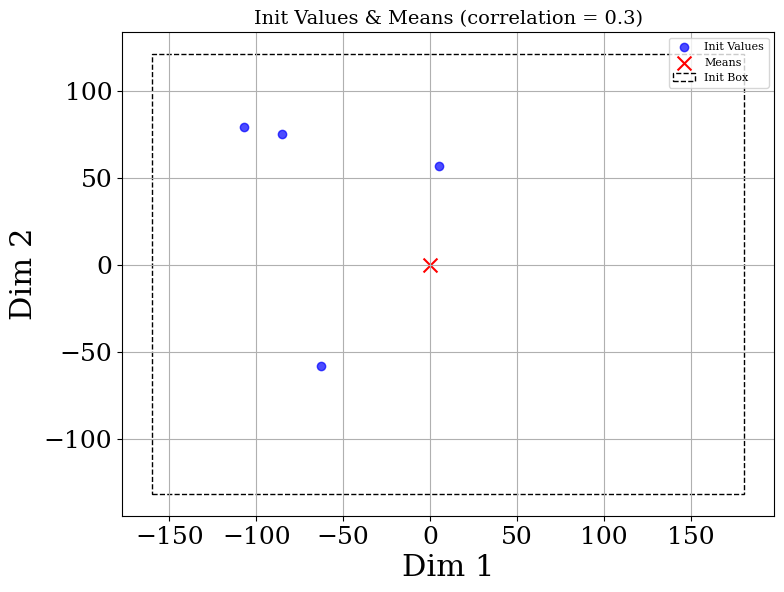 Init Values & Means (correlation = 0.3)
Init Values
Means
Init Box
100
50
0
−50
−100
Dim 2
−150 −100 −50 0 50 100 150
Dim 1